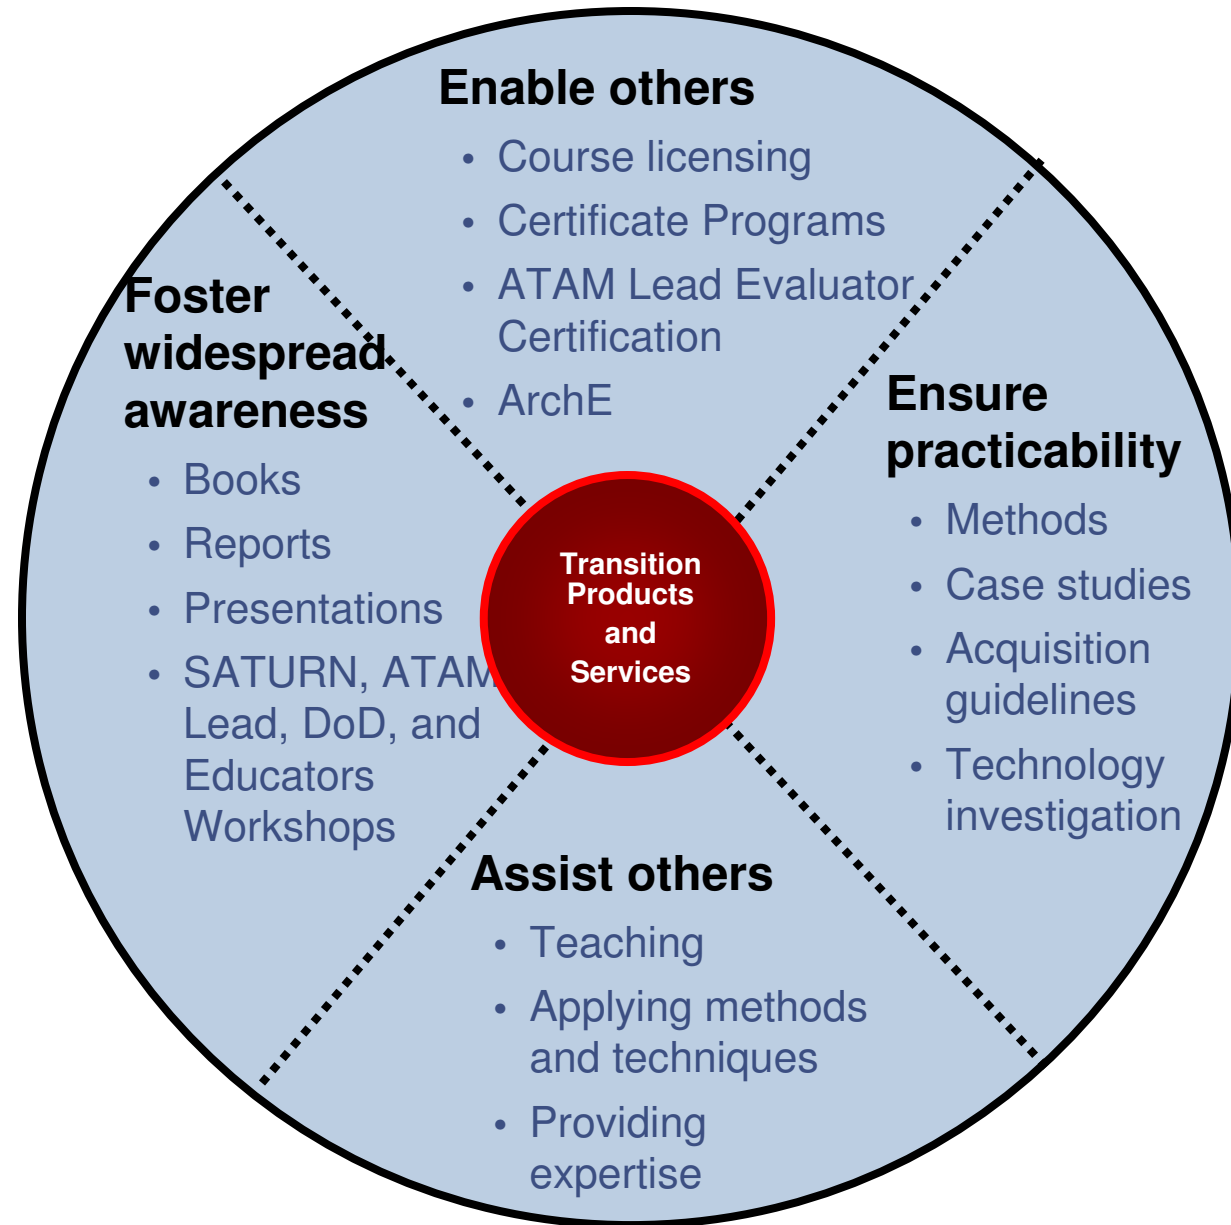 Enable others
• Course licensing
• Certificate Programs
• ATAM Lead Evaluator
Certification
• ArchE
Foster
widespread
awareness
• Books
• Reports
• Presentations
• SATURN, ATAM
Lead, DoD, and
Educators
Workshops
Transition
Products
and
Services
Ensure
practicability
• Methods
• Case studies
• Acquisition
guidelines
• Technology
investigation
Assist others
• Teaching
• Applying methods
and techniques
• Providing
expertise